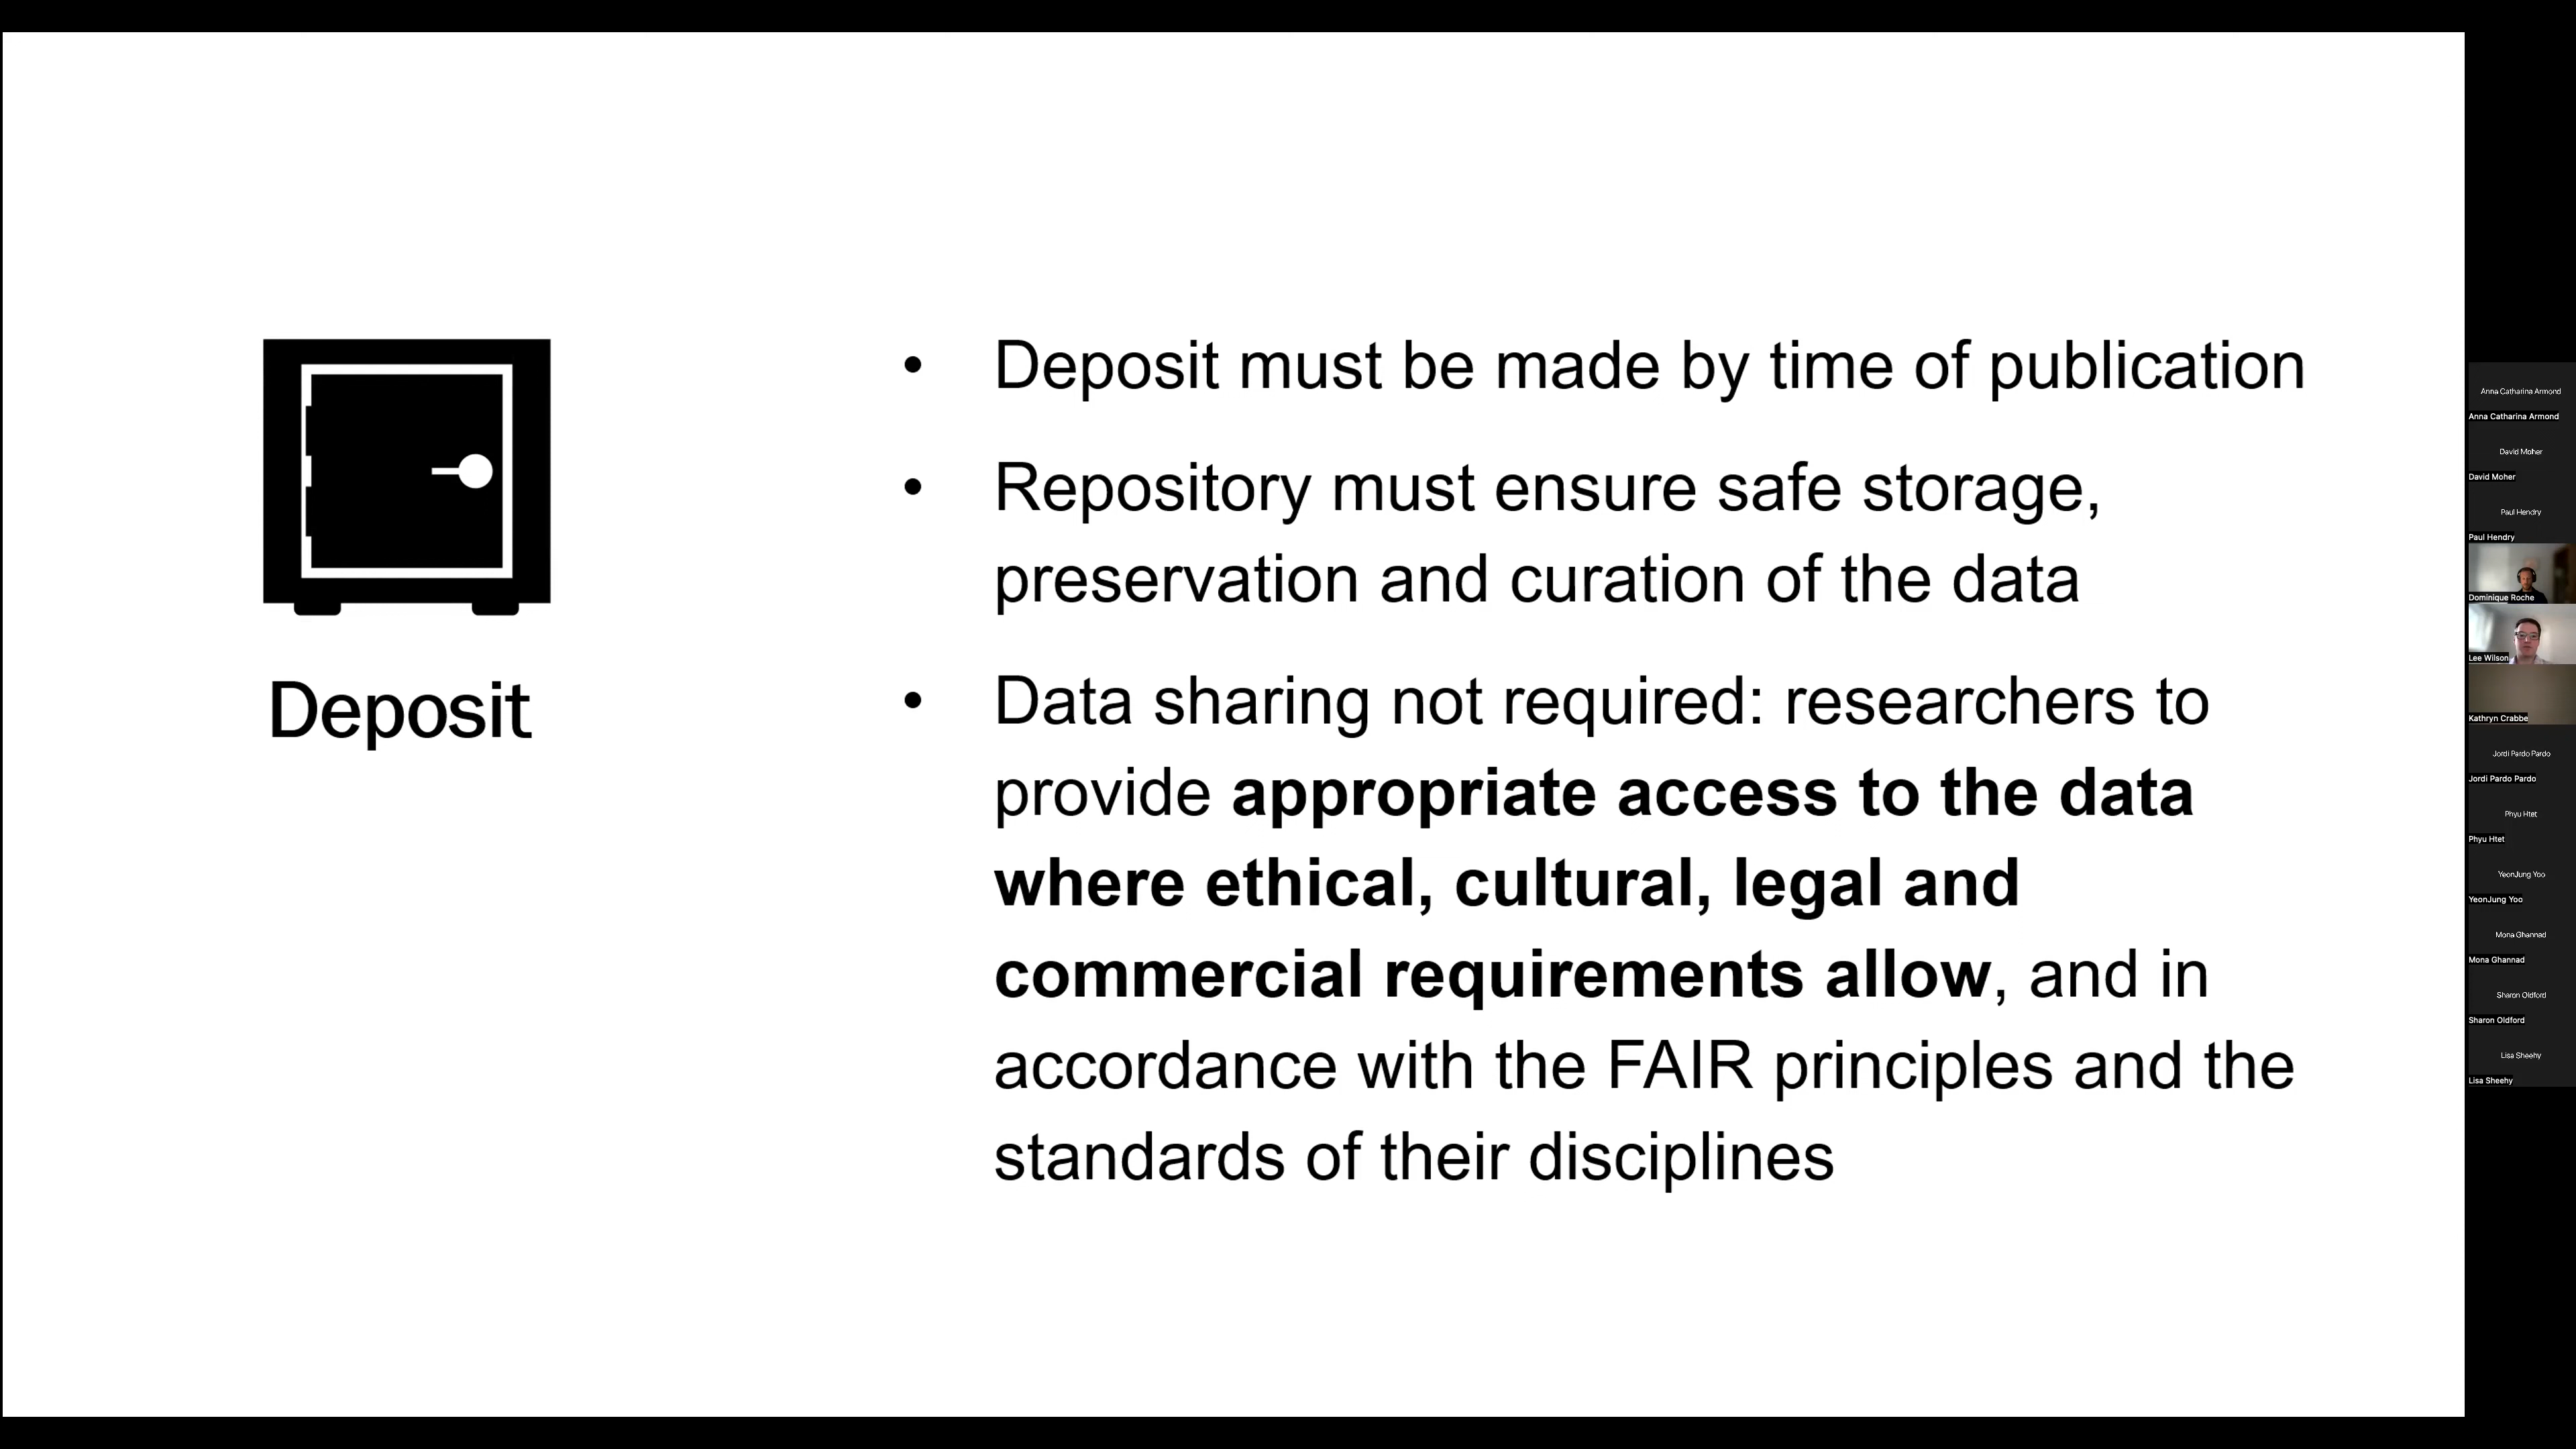 Deposit
• Deposit must be made by time of publication
• Repository must ensure safe storage,
preservation and curation of the data
• Data sharing not required: researchers to
provide appropriate access to the data
where ethical, cultural, legal and
commercial requirements allow, and in
accordance with the FAIR principles and the
standards of their disciplines
Anna Catharina Armond
Anna Catharina Armond
David Moher
David Moher
Paul Hendry
Paul Hendry
Dominique Roche
Lee Wilson
Kathryn Crabbe
Jordi Pardo Pardo
Jordi Pardo Pardo
Phyu Htet
Phyu Htet
YeonJung Yoo
YeonJung Yoo
Mona Ghannad
Mona Ghannad
Sharon Oldford
Sharon Oldford
Lisa Sheehy
Lisa Sheehy